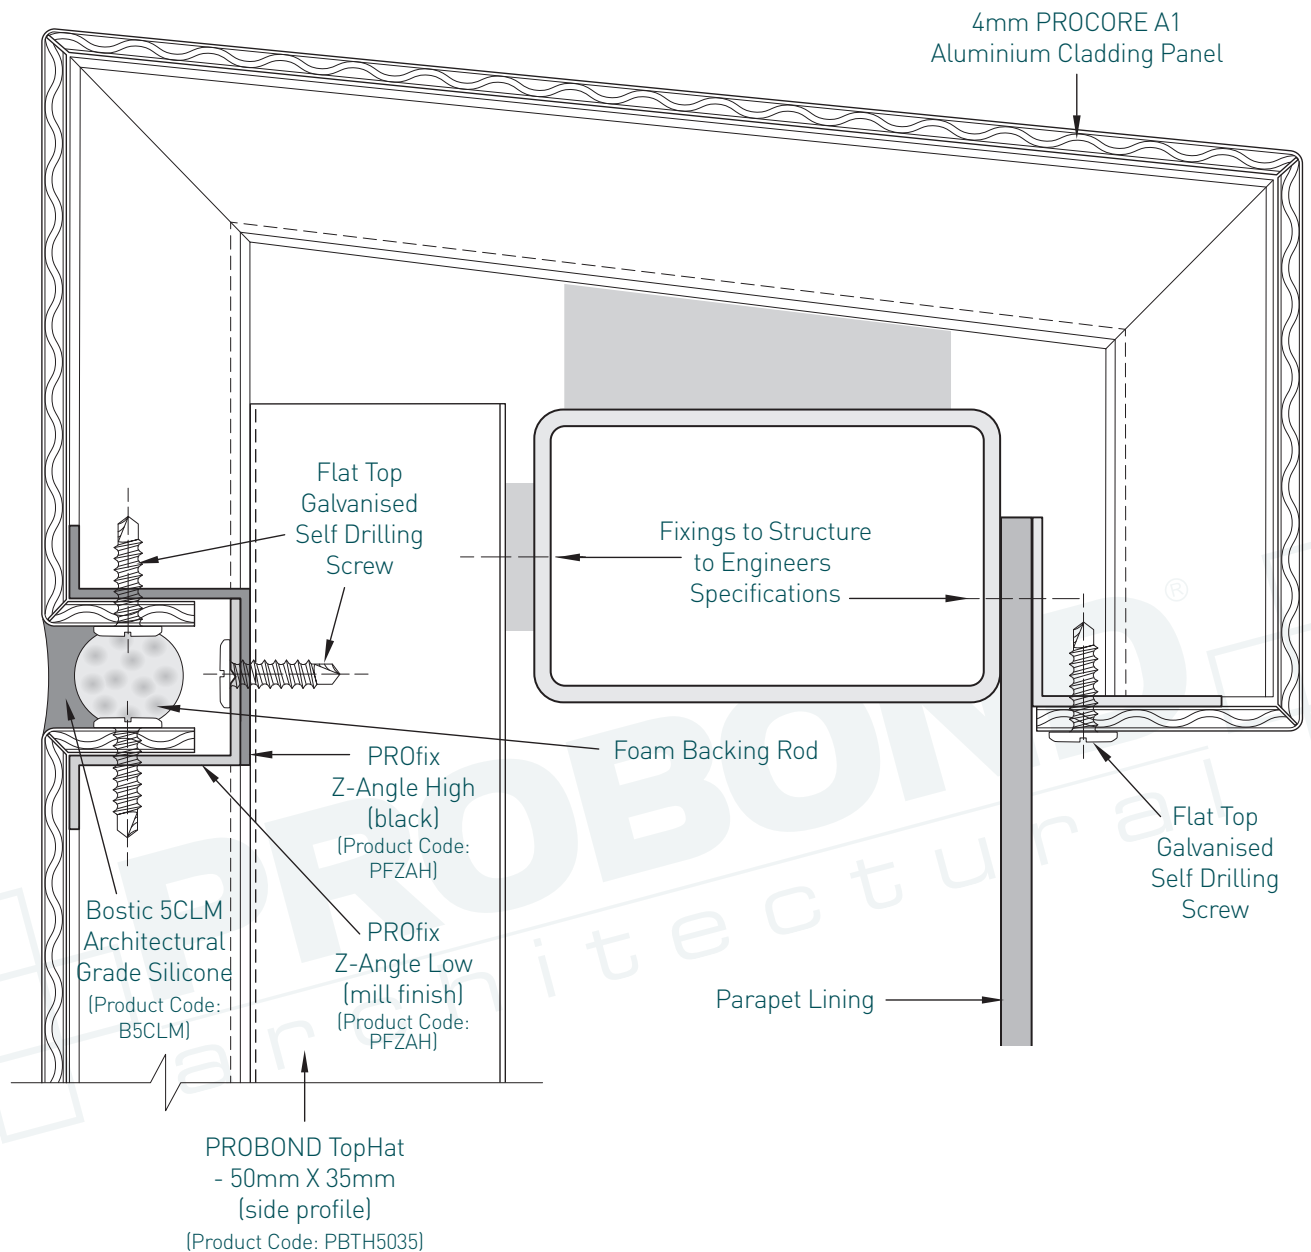 4mm PROCORE A1
Aluminium Cladding Panel
Flat Top
Galvanised
Self Drilling
Screw
Fixings to Structure
to Engineers
Specifications
Foam Backing Rod
PROfix
Z-Angle High
(black)
(Product Code:
PFZAH)
Bostic 5CLM
Architectural
Grade Silicone
(Product Code:
B5CLM)
PROfix
Z-Angle Low
(mill finish)
(Product Code:
PFZAH)
Parapet Lining
Flat Top
Galvanised
Self Drilling
Screw
PROBOND TopHat
- 50mm X 35mm
(side profile)
(Product Code: PBTH5035)
PROBOND®
architectural